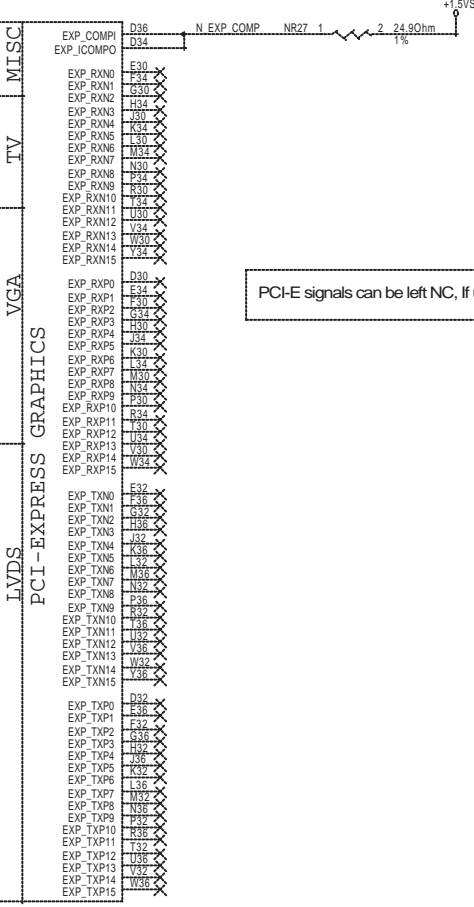 +1.5VS
EXP_COMPI D36 N_EXP_COMP NR27 1 2 24.9Ohm
EXP_ICOMPO D34 1%
MISC
TV
VGA
LVDS
PCI-EXPRESS GRAPHICS
EXP_RXN0 E30
EXP_RXN1 F34
EXP_RXN2 G30
EXP_RXN3 H34
EXP_RXN4 J30
EXP_RXN5 K34
EXP_RXN6 L30
EXP_RXN7 M34
EXP_RXN8 N30
EXP_RXN9 P34
EXP_RXN10 R30
EXP_RXN11 T34
EXP_RXN12 U30
EXP_RXN13 V34
EXP_RXN14 W30
EXP_RXN15 Y34
EXP_RXP0 D30
EXP_RXP1 E34
EXP_RXP2 F30
EXP_RXP3 G34
EXP_RXP4 H30
EXP_RXP5 J34
EXP_RXP6 K30
EXP_RXP7 L34
EXP_RXP8 M30
EXP_RXP9 N34
EXP_RXP10 P30
EXP_RXP11 R34
EXP_RXP12 T30
EXP_RXP13 U34
EXP_RXP14 V30
EXP_RXP15 W34
PCI-E signals can be left NC, If
EXP_TXN0 E32
EXP_TXN1 F36
EXP_TXN2 G32
EXP_TXN3 H36
EXP_TXN4 J32
EXP_TXN5 K36
EXP_TXN6 L32
EXP_TXN7 M36
EXP_TXN8 N32
EXP_TXN9 P36
EXP_TXN10 R32
EXP_TXN11 T36
EXP_TXN12 U32
EXP_TXN13 V36
EXP_TXN14 W32
EXP_TXN15 Y36
EXP_TXP0 D32
EXP_TXP1 E36
EXP_TXP2 F32
EXP_TXP3 G36
EXP_TXP4 H32
EXP_TXP5 J36
EXP_TXP6 K32
EXP_TXP7 L36
EXP_TXP8 M32
EXP_TXP9 N36
EXP_TXP10 P32
EXP_TXP11 R36
EXP_TXP12 T32
EXP_TXP13 U36
EXP_TXP14 V32
EXP_TXP15 W36